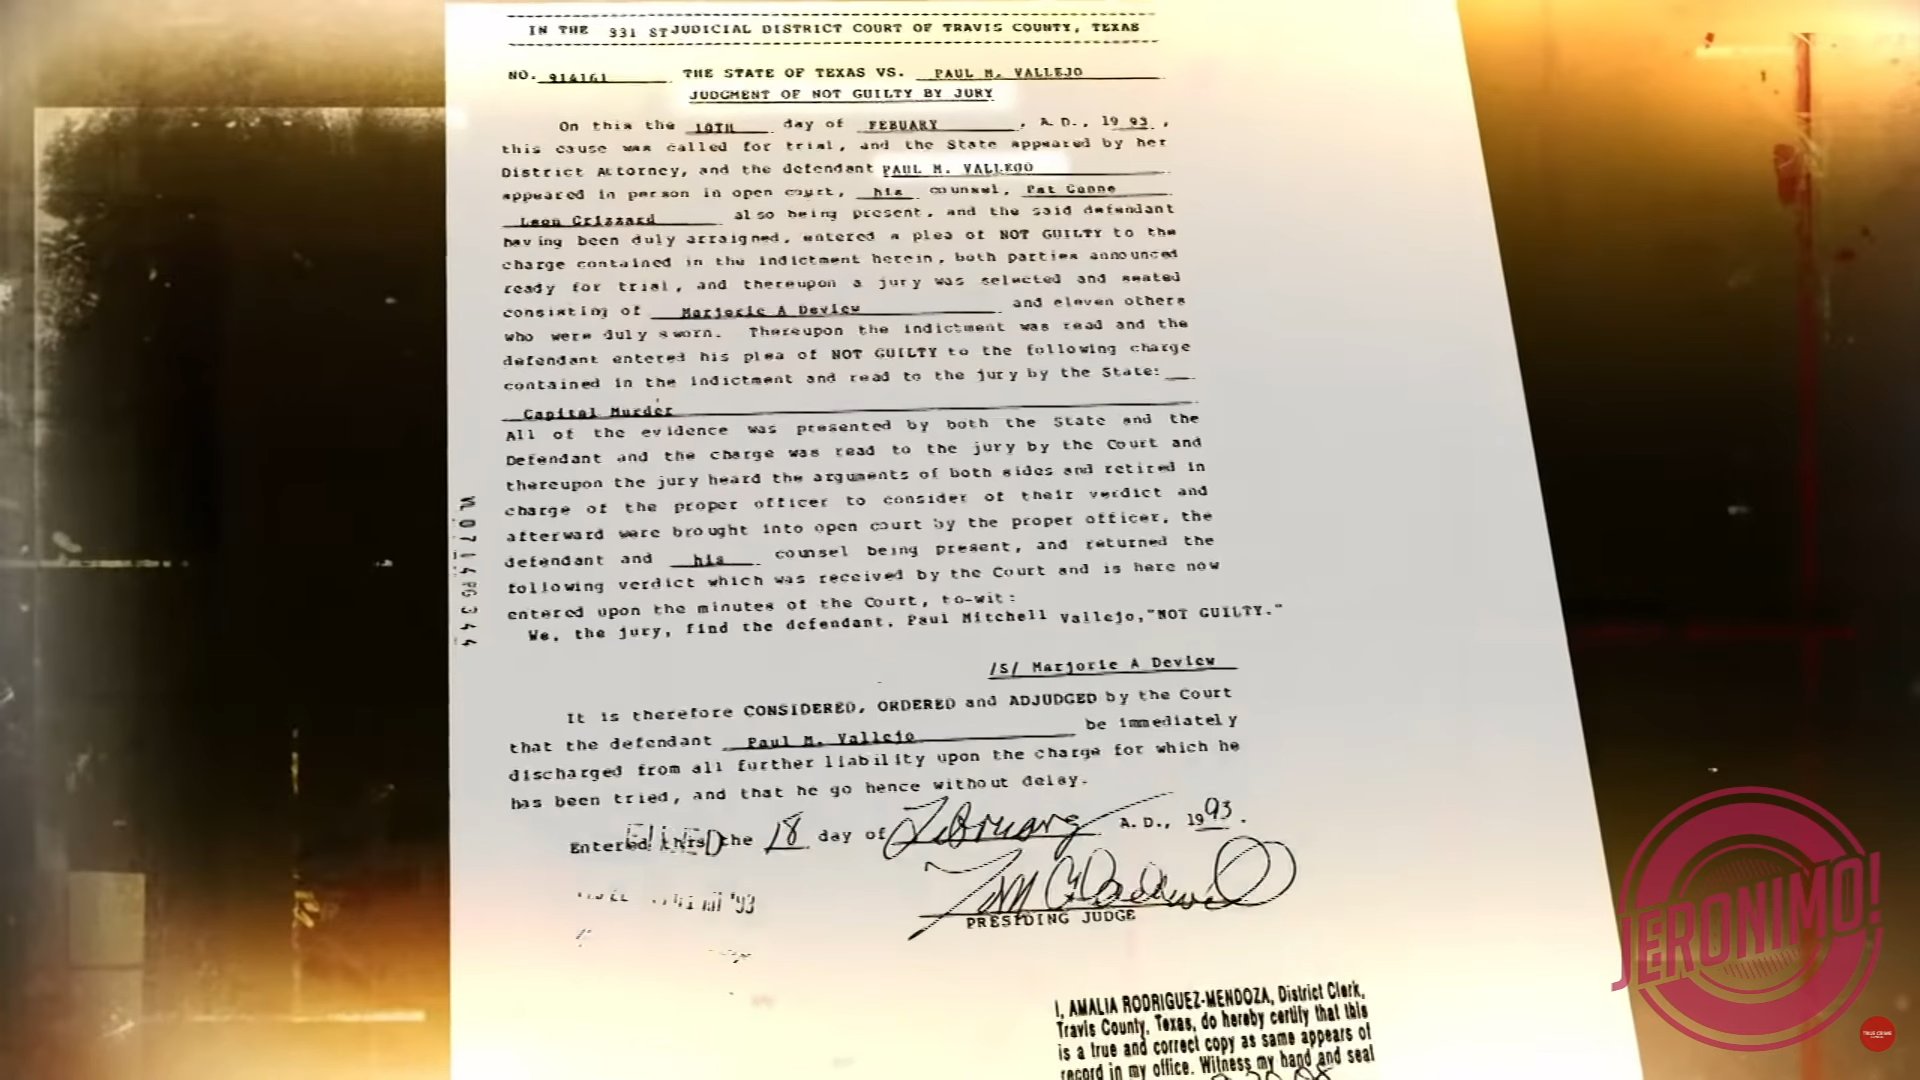 IN THE 331 ST JUDICIAL DISTRICT COURT OF TRAVIS COUNTY, TEXAS
NO. 914161 THE STATE OF TEXAS VS. PAUL M. VALLEJO
JUDGMENT OF NOT GUILTY BY JURY
On this the 10TH day of FEBUARY, A.D., 19 93,
this cause was called for trial, and the State appeared by her
District Attorney, and the defendant PAUL M. VALLEJO
appeared in person in open court, his counsel, Pat Ganne
Leon Grizzard also being present, and the said defendant
having been duly arraigned, entered a plea of NOT GUILTY to the
charge contained in the indictment herein, both parties announced
ready for trial, and thereupon a jury was selected and seated
consisting of Marjorie A Deview and eleven others
who were duly sworn. Thereupon the indictment was read and the
defendant entered his plea of NOT GUILTY to the following charge
contained in the indictment and read to the jury by the State:
Capital Murder
All of the evidence was presented by both the State and the
Defendant and the charge was read to the jury by the Court and
thereupon the jury heard the arguments of both sides and retired in
charge of the proper officer to consider of their verdict and
afterward were brought into open court by the proper officer, the
defendant and his counsel being present, and returned the
following verdict which was received by the Court and is here now
entered upon the minutes of the Court, to-wit:
We, the jury, find the defendant, Paul Mitchell Vallejo, "NOT GUILTY."
/S/ Marjorie A Deview
It is therefore CONSIDERED, ORDERED and ADJUDGED by the Court
that the defendant Paul M. Vallejo be immediately
discharged from all further liability upon the charge for which he
has been tried, and that he go hence without delay.
Entered this the 18 day of February A.D., 1993.
FILED
'93
PRESIDING JUDGE
I, AMALIA RODRIGUEZ-MENDOZA, District Clerk,
Travis County, Texas, do hereby certify that this
is a true and correct copy as same appears of
record in my office. Witness my hand and seal
JERONIMO!
TRUE CRIME